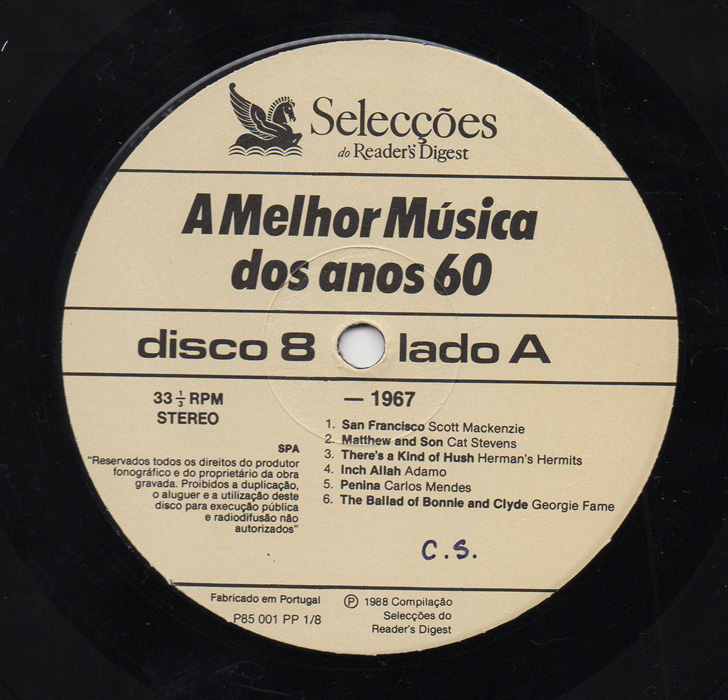 Selecções
do Reader's Digest
A Melhor Música
dos anos 60
disco 8 lado A
33 1/3 RPM
STEREO
SPA
"Reservados todos os direitos do produtor
fonográfico e do proprietário da obra
gravada. Proibidos a duplicação,
o aluguer e a utilização deste
disco para execução pública
e radiodifusão não
autorizados"
— 1967
1. San Francisco Scott Mackenzie
2. Matthew and Son Cat Stevens
3. There's a Kind of Hush Herman's Hermits
4. Inch Allah Adamo
5. Penina Carlos Mendes
6. The Ballad of Bonnie and Clyde Georgie Fame
C.S.
Fabricado em Portugal
P85 001 PP 1/8
℗ 1988 Compilação
Selecções do
Reader's Digest